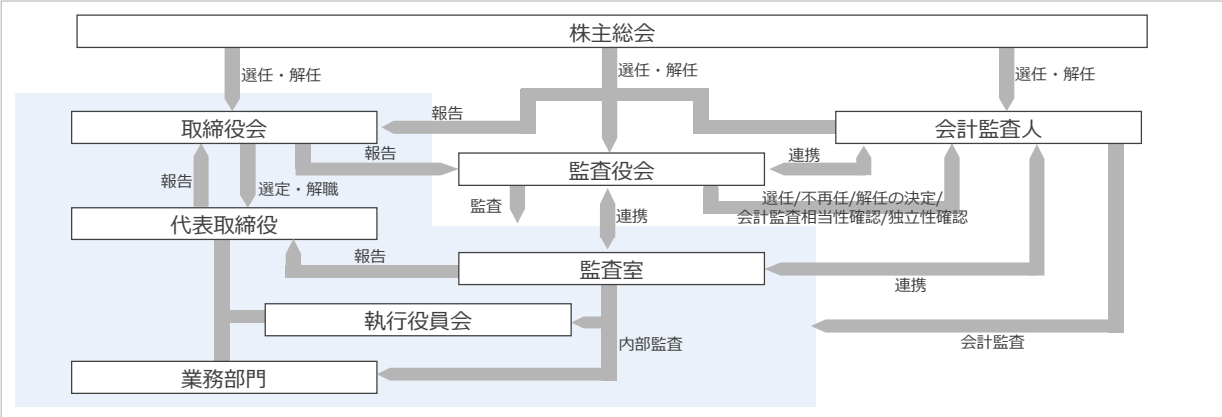 株主総会
選任・解任
選任・解任
選任・解任
報告
取締役会
会計監査人
報告
連携
監査役会
報告
選定・解職
監査
選任/不再任/解任の決定/
会計監査相当性確認/独立性確認
連携
代表取締役
報告
監査室
連携
執行役員会
会計監査
内部監査
業務部門